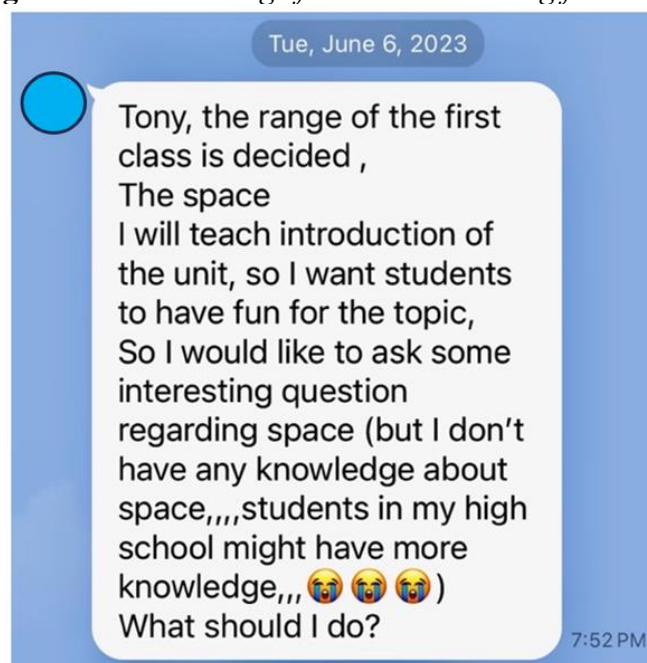 Tue, June 6, 2023
Tony, the range of the first
class is decided ,
The space
I will teach introduction of
the unit, so I want students
to have fun for the topic,
So I would like to ask some
interesting question
regarding space (but I don't
have any knowledge about
space,,,,students in my high
school might have more
knowledge,,, 😭 😭 😭 )
What should I do?
7:52 PM